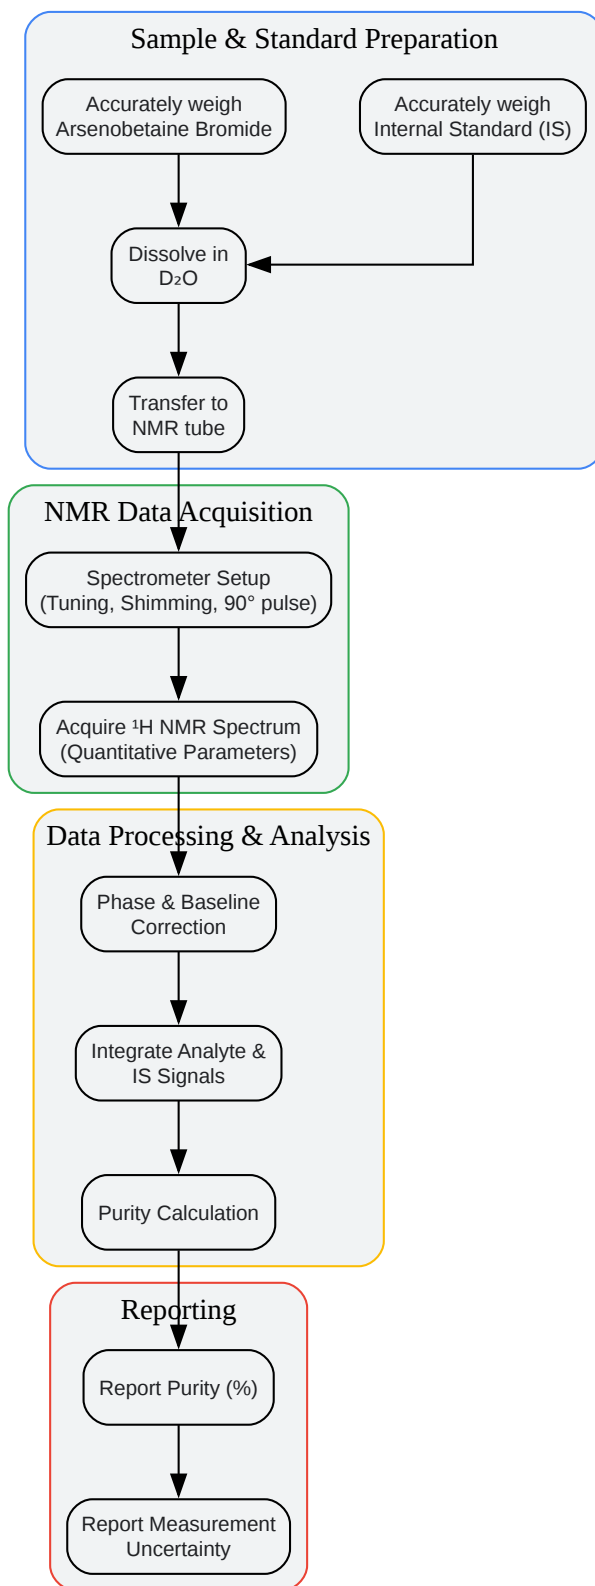 Sample & Standard Preparation
Accurately weigh
Arsenobetaine Bromide
Accurately weigh
Internal Standard (IS)
Dissolve in
D₂O
Transfer to
NMR tube
NMR Data Acquisition
Spectrometer Setup
(Tuning, Shimming, 90° pulse)
Acquire ¹H NMR Spectrum
(Quantitative Parameters)
Data Processing & Analysis
Phase & Baseline
Correction
Integrate Analyte &
IS Signals
Purity Calculation
Reporting
Report Purity (%)
Report Measurement
Uncertainty